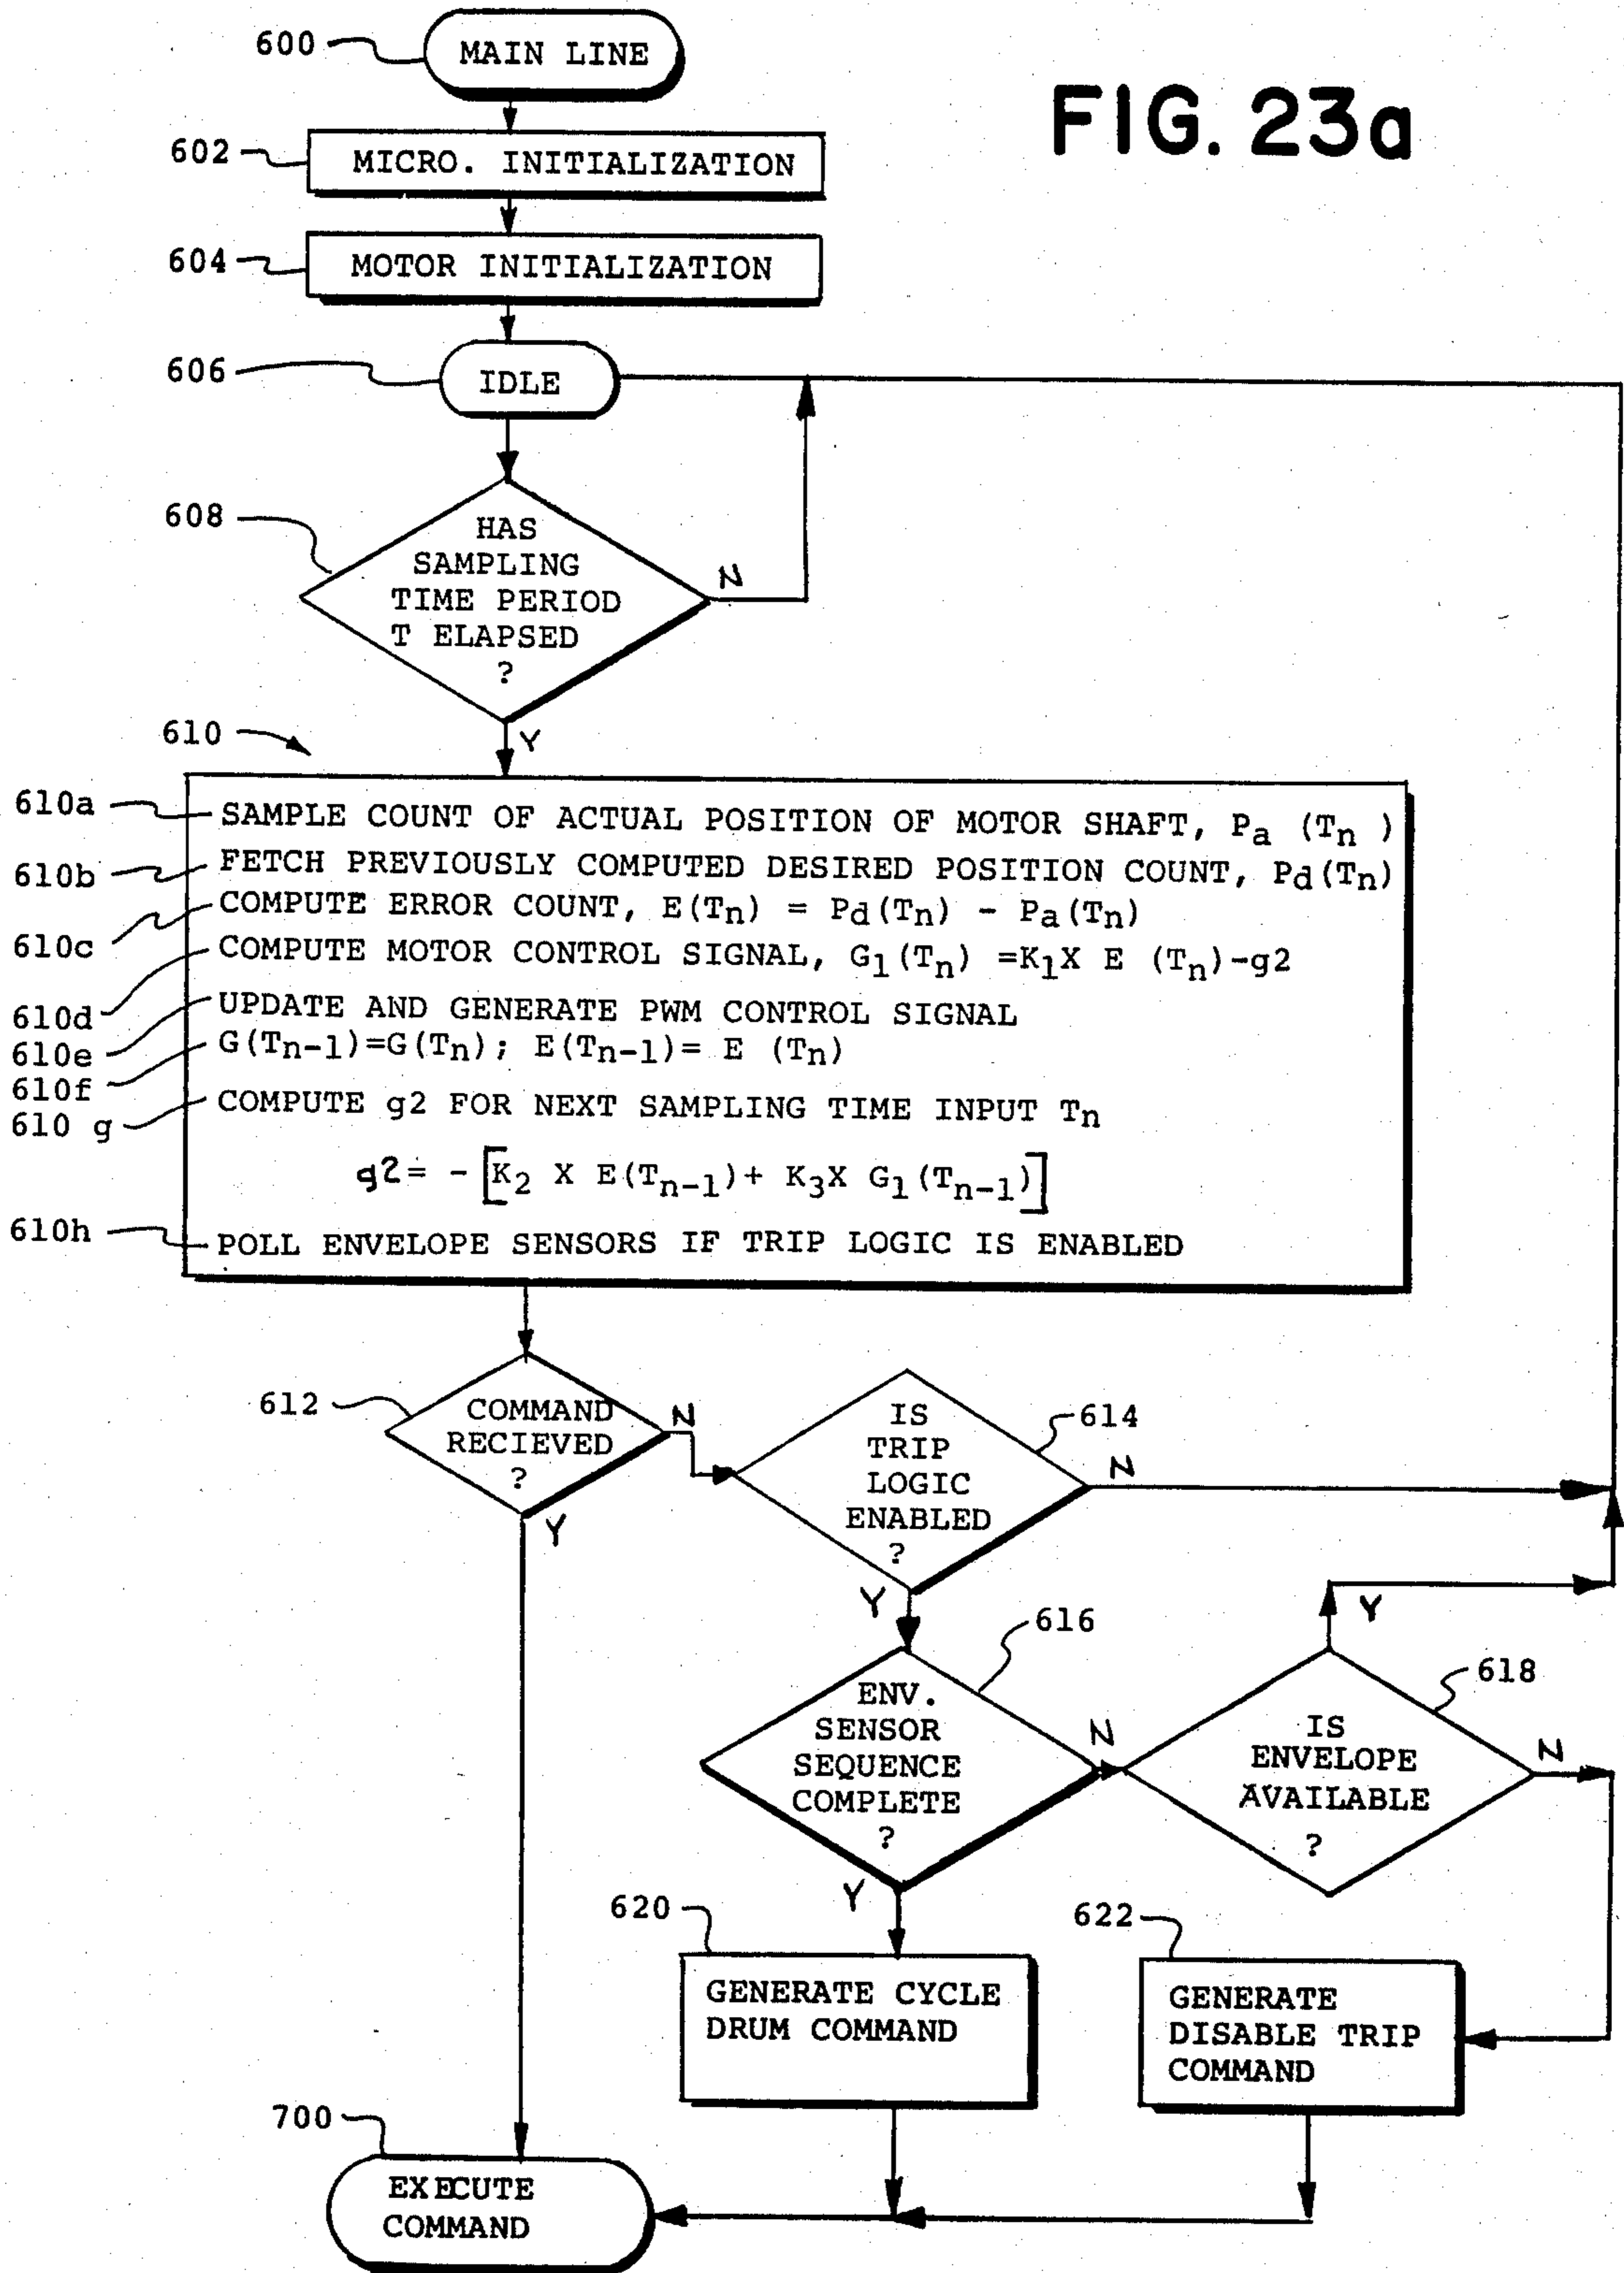 FIG. 23a
600
MAIN LINE
602
MICRO. INITIALIZATION
604
MOTOR INITIALIZATION
606
IDLE
608
HAS
SAMPLING
TIME PERIOD
T ELAPSED
?
N
Y
610
610a
SAMPLE COUNT OF ACTUAL POSITION OF MOTOR SHAFT, Pa (Tn )
610b
FETCH PREVIOUSLY COMPUTED DESIRED POSITION COUNT, Pd(Tn)
610c
COMPUTE ERROR COUNT, E(Tn) = Pd(Tn) - Pa(Tn)
610d
COMPUTE MOTOR CONTROL SIGNAL, G1(Tn) =K1X E (Tn)-g2
610e
UPDATE AND GENERATE PWM CONTROL SIGNAL
610f
G(Tn-1)=G(Tn); E(Tn-1)= E (Tn)
610 g
COMPUTE g2 FOR NEXT SAMPLING TIME INPUT Tn
g2= - [K2 X E(Tn-1)+ K3X G1(Tn-1)]
610h
POLL ENVELOPE SENSORS IF TRIP LOGIC IS ENABLED
612
COMMAND
RECIEVED
?
N
Y
614
IS
TRIP
LOGIC
ENABLED
?
N
Y
616
ENV.
SENSOR
SEQUENCE
COMPLETE
?
N
Y
618
IS
ENVELOPE
AVAILABLE
?
Y
N
620
GENERATE CYCLE
DRUM COMMAND
622
GENERATE
DISABLE TRIP
COMMAND
700
EXECUTE
COMMAND